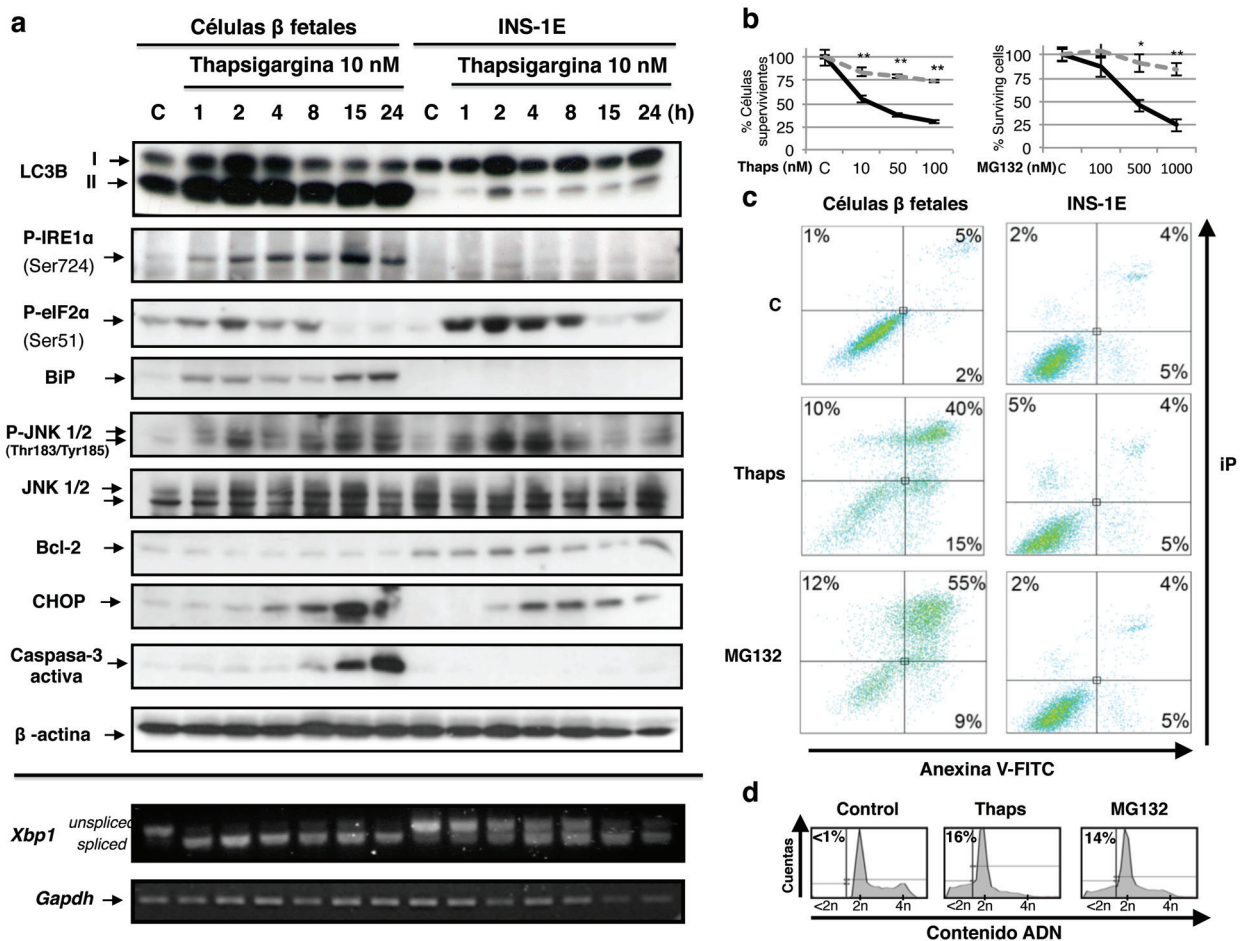 a
Células β fetales
INS-1E
Thapsigargina 10 nM
Thapsigargina 10 nM
C 1 2 4 8 15 24 C 1 2 4 8 15 24 (h)
LC3B
I
II
P-IRE1α
(Ser724)
P-eIF2α
(Ser51)
BiP
P-JNK 1/2
(Thr183/Tyr185)
JNK 1/2
Bcl-2
CHOP
Caspasa-3
activa
β -actina
Xbp1
unspliced
spliced
Gapdh
b
% Células
supervivientes
100
75
50
25
0
** ** **
Thaps (nM) C 10 50 100
% Surviving cells
100
75
50
25
0
* **
MG132 (nM) C 100 500 1000
c
Células β fetales
INS-1E
C
1% 5%
2%
2% 4%
5%
Thaps
10% 40%
15%
5% 4%
5%
MG132
12% 55%
9%
2% 4%
5%
iP
Anexina V-FITC
d
Control
Thaps
MG132
Cuentas
<1%
16%
14%
<2n 2n 4n
<2n 2n 4n
<2n 2n 4n
Contenido ADN